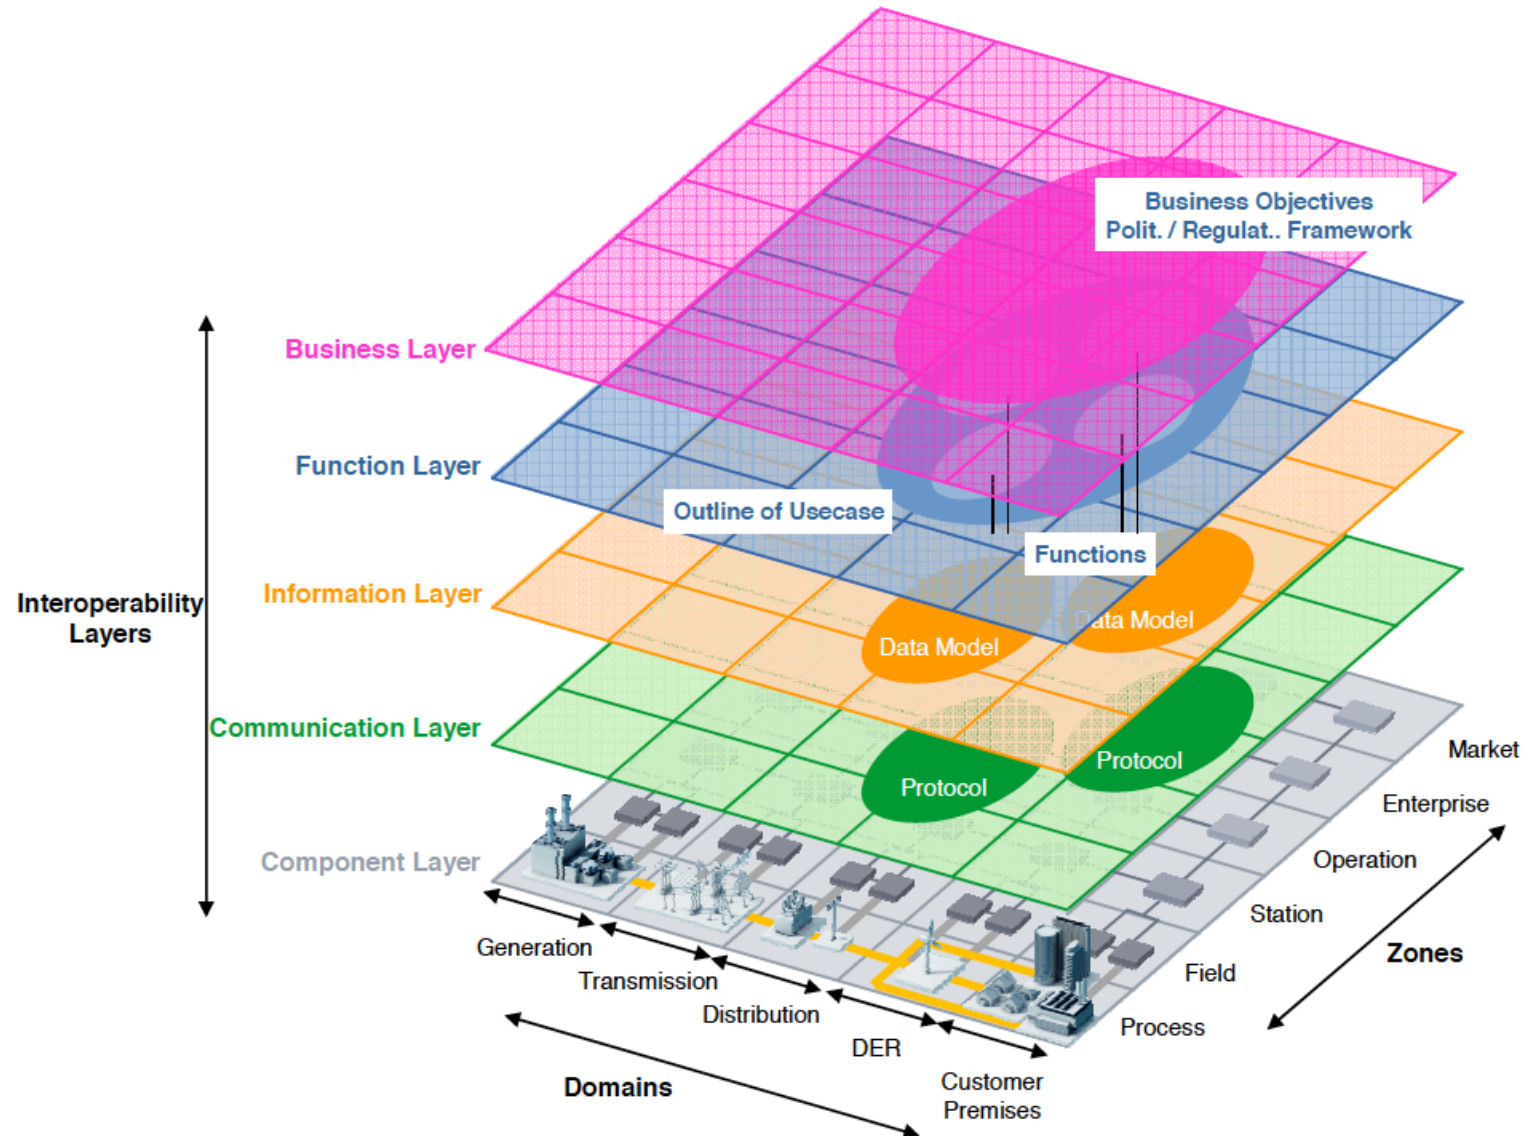 Business Objectives
Polit. / Regulat.. Framework
Business Layer
Function Layer
Outline of Usecase
Functions
Information Layer
Interoperability
Layers
Data Model
Data Model
Communication Layer
Protocol
Protocol
Component Layer
Market
Enterprise
Operation
Station
Field
Process
Zones
Generation
Transmission
Distribution
DER
Customer
Premises
Domains